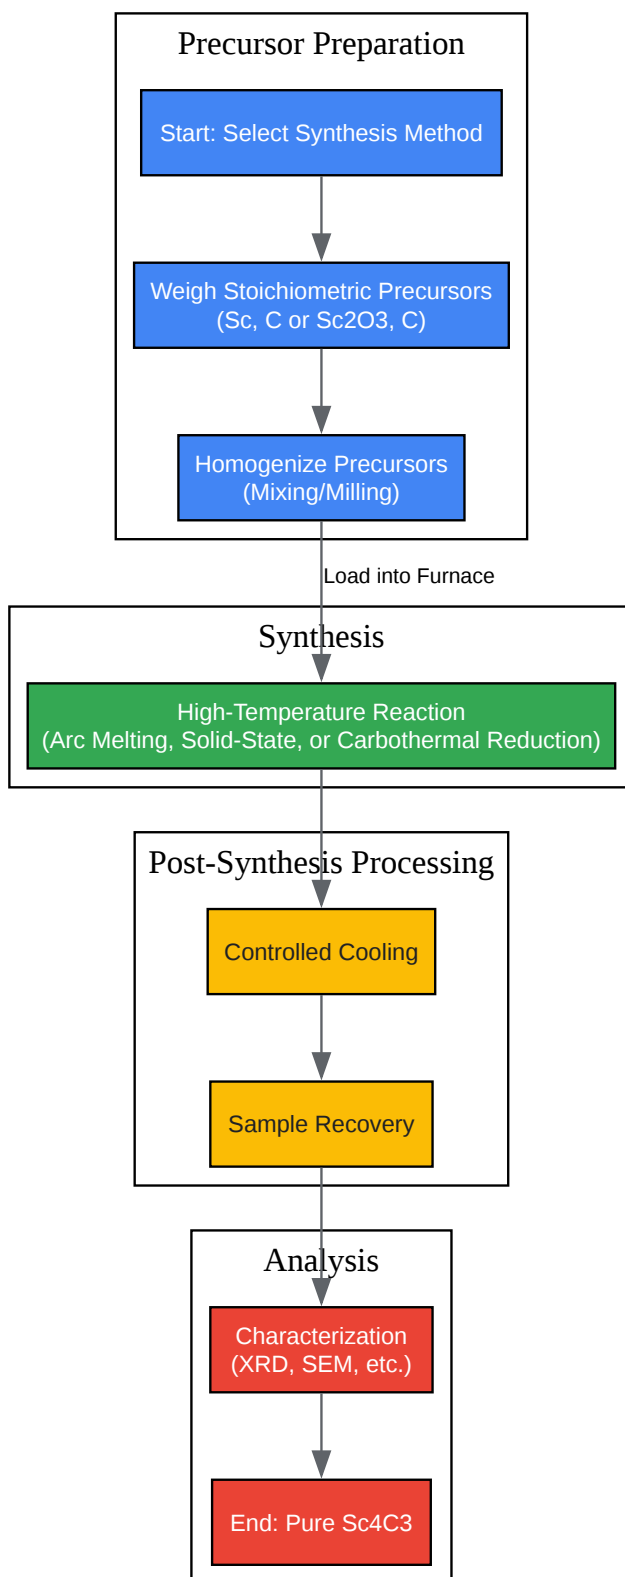 Precursor Preparation
Start: Select Synthesis Method
Weigh Stoichiometric Precursors
(Sc, C or Sc2O3, C)
Homogenize Precursors
(Mixing/Milling)
Load into Furnace
Synthesis
High-Temperature Reaction
(Arc Melting, Solid-State, or Carbothermal Reduction)
Post-Synthesis Processing
Controlled Cooling
Sample Recovery
Analysis
Characterization
(XRD, SEM, etc.)
End: Pure Sc4C3